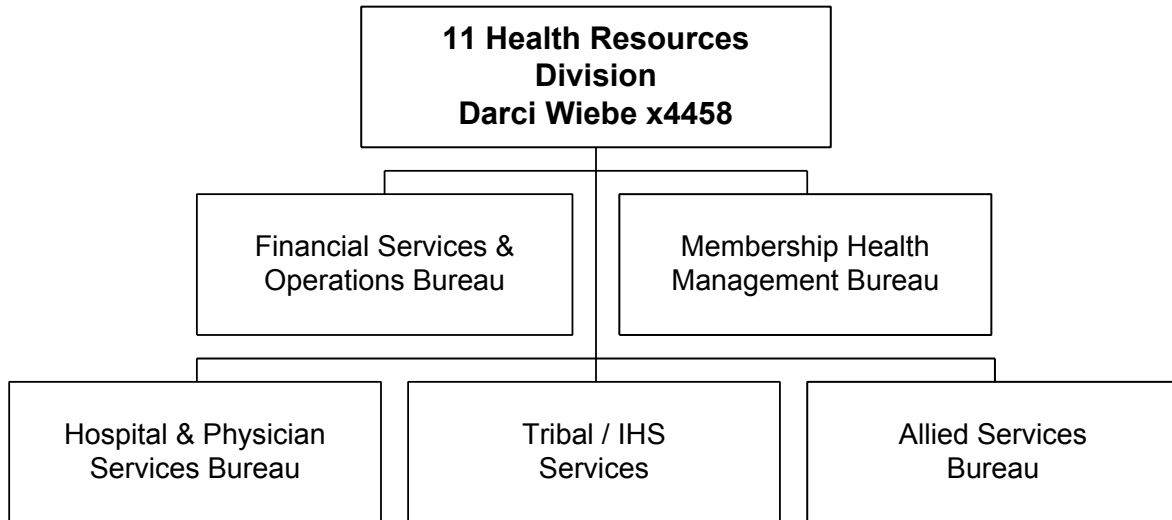 11 Health Resources
Division
Darci Wiebe x4458
Financial Services &
Operations Bureau
Membership Health
Management Bureau
Hospital & Physician
Services Bureau
Tribal / IHS
Services
Allied Services
Bureau